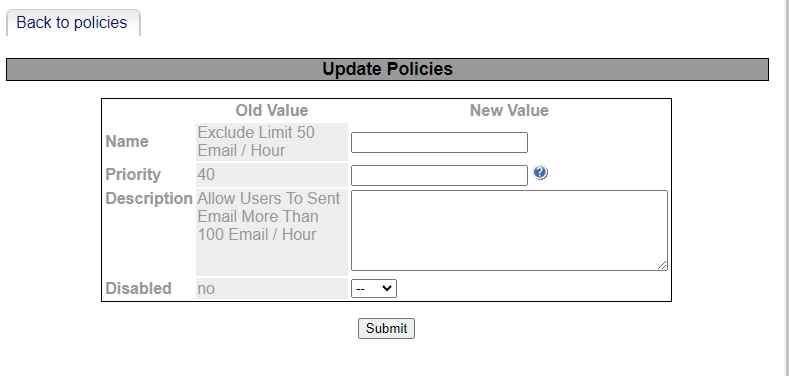 Back to policies
Update Policies
Old Value New Value
Name Exclude Limit 50
Email / Hour
Priority 40 ?
Description Allow Users To Sent
Email More Than
100 Email / Hour
Disabled no --
Submit